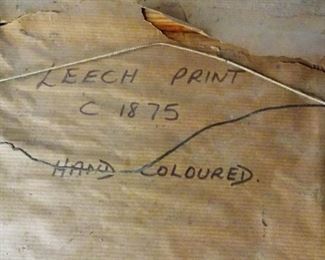 LEECH PRINT
C 1875
HAND COLOURED.